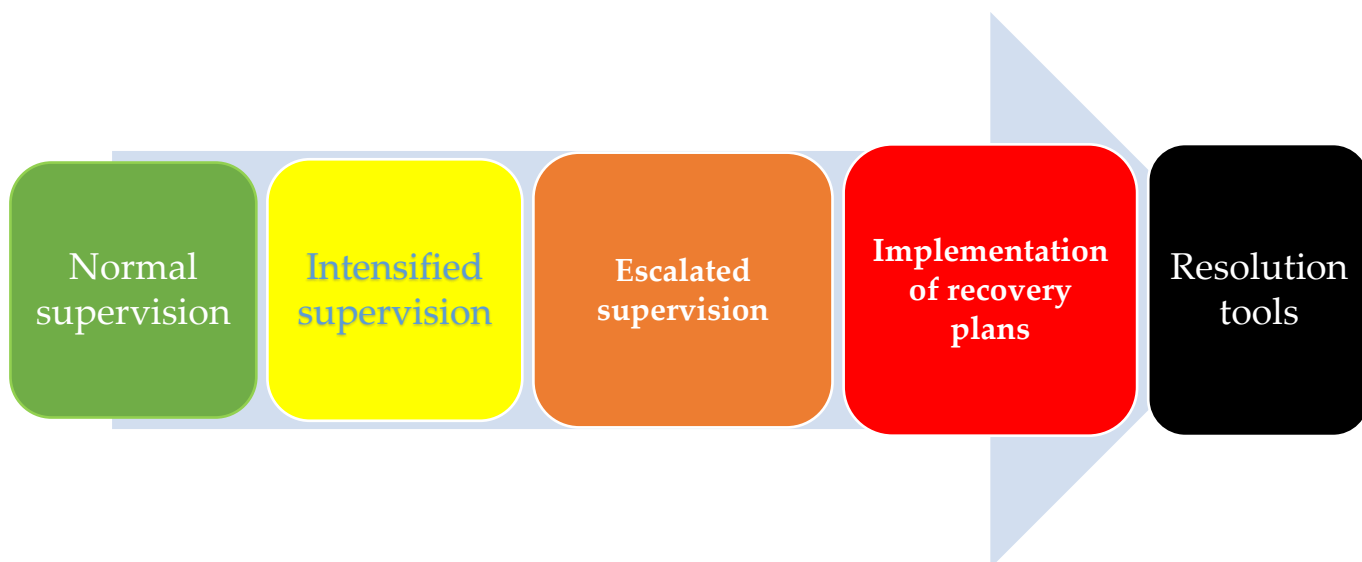 Normal
supervision
Intensified
supervision
Escalated
supervision
Implementation
of recovery
plans
Resolution
tools